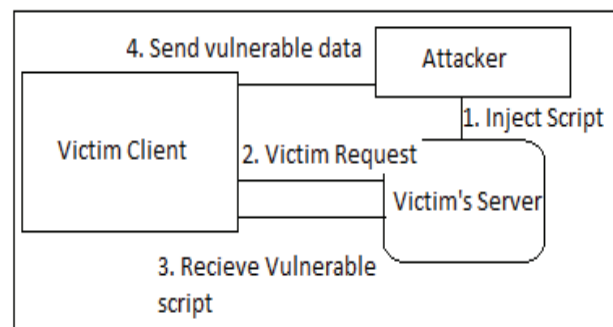 4. Send vulnerable data
Attacker
1. Inject Script
Victim Client
2. Victim Request
Victim's Server
3. Recieve Vulnerable
script